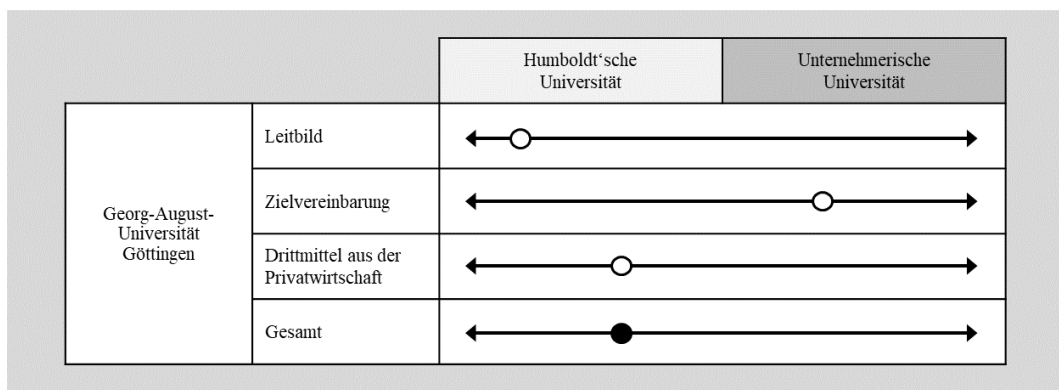 Humboldt‘sche
Universität
Unternehmerische
Universität
Georg-August-
Universität
Göttingen
Leitbild
Zielvereinbarung
Drittmittel aus der
Privatwirtschaft
Gesamt